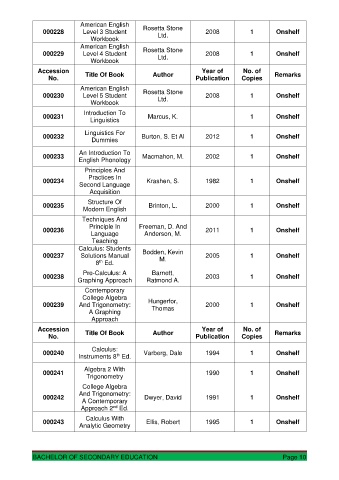 000228 American English Level 3 Student Workbook Rosetta Stone Ltd. 2008 1 Onshelf
000229 American English Level 4 Student Workbook Rosetta Stone Ltd. 2008 1 Onshelf
Accession No. Title Of Book Author Year of Publication No. of Copies Remarks
000230 American English Level 5 Student Workbook Rosetta Stone Ltd. 2008 1 Onshelf
000231 Introduction To Linguistics Marcus, K. 1 Onshelf
000232 Linguistics For Dummies Burton, S. Et Al 2012 1 Onshelf
000233 An Introduction To English Phonology Macmahon, M. 2002 1 Onshelf
000234 Principles And Practices In Second Language Acquisition Krashen, S. 1982 1 Onshelf
000235 Structure Of Modern English Brinton, L. 2000 1 Onshelf
000236 Techniques And Principle In Language Teaching Freeman, D. And Anderson, M. 2011 1 Onshelf
000237 Calculus: Students Solutions Manual 8th Ed. Bodden, Kevin M. 2005 1 Onshelf
000238 Pre-Calculus: A Graphing Approach Barnett, Raimond A. 2003 1 Onshelf
000239 Contemporary College Algebra And Trigonometry: A Graphing Approach Hungerfor, Thomas 2000 1 Onshelf
Accession No. Title Of Book Author Year of Publication No. of Copies Remarks
000240 Calculus: Instruments 8th Ed. Varberg, Dale 1994 1 Onshelf
000241 Algebra 2 With Trigonometry 1990 1 Onshelf
000242 College Algebra And Trigonometry: A Contemporary Approach 2nd Ed. Dwyer, David 1991 1 Onshelf
000243 Calculus With Analytic Geometry Ellis, Robert 1995 1 Onshelf
BACHELOR OF SECONDARY EDUCATION Page 10